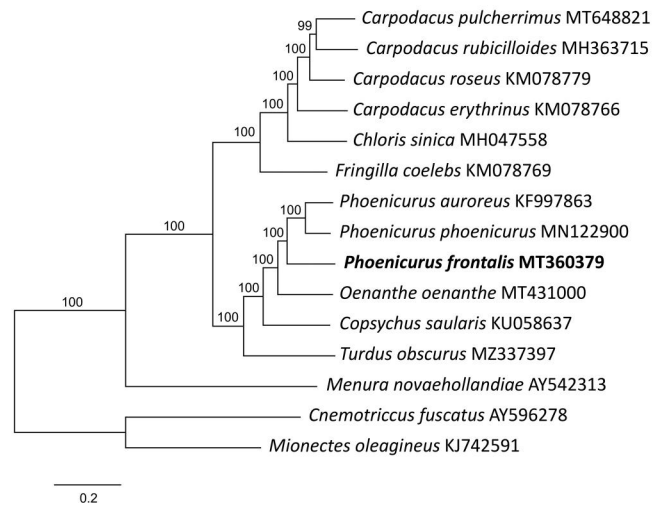 99
Carpodacus pulcherrimus MT648821
100
Carpodacus rubicilloides MH363715
100
Carpodacus roseus KM078779
100
Carpodacus erythrinus KM078766
100
Chloris sinica MH047558
Fringilla coelebs KM078769
Phoenicurus auroreus KF997863
100
100
Phoenicurus phoenicurus MN122900
100
Phoenicurus frontalis MT360379
100
Oenanthe oenanthe MT431000
100
100
Copsychus saularis KU058637
Turdus obscurus MZ337397
Menura novaehollandiae AY542313
Cnemotriccus fuscatus AY596278
Mionectes oleagineus KJ742591
0.2